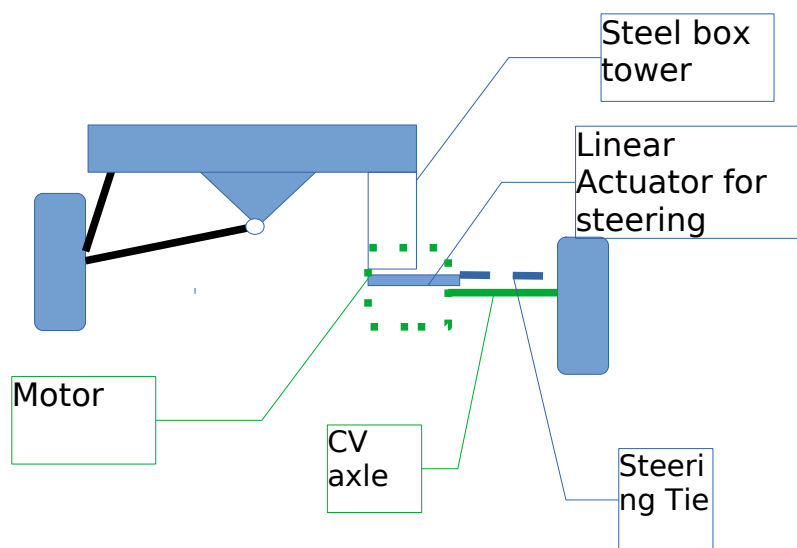 Steel box
tower
Linear
Actuator for
steering
Motor
CV
axle
Steeri
ng Tie